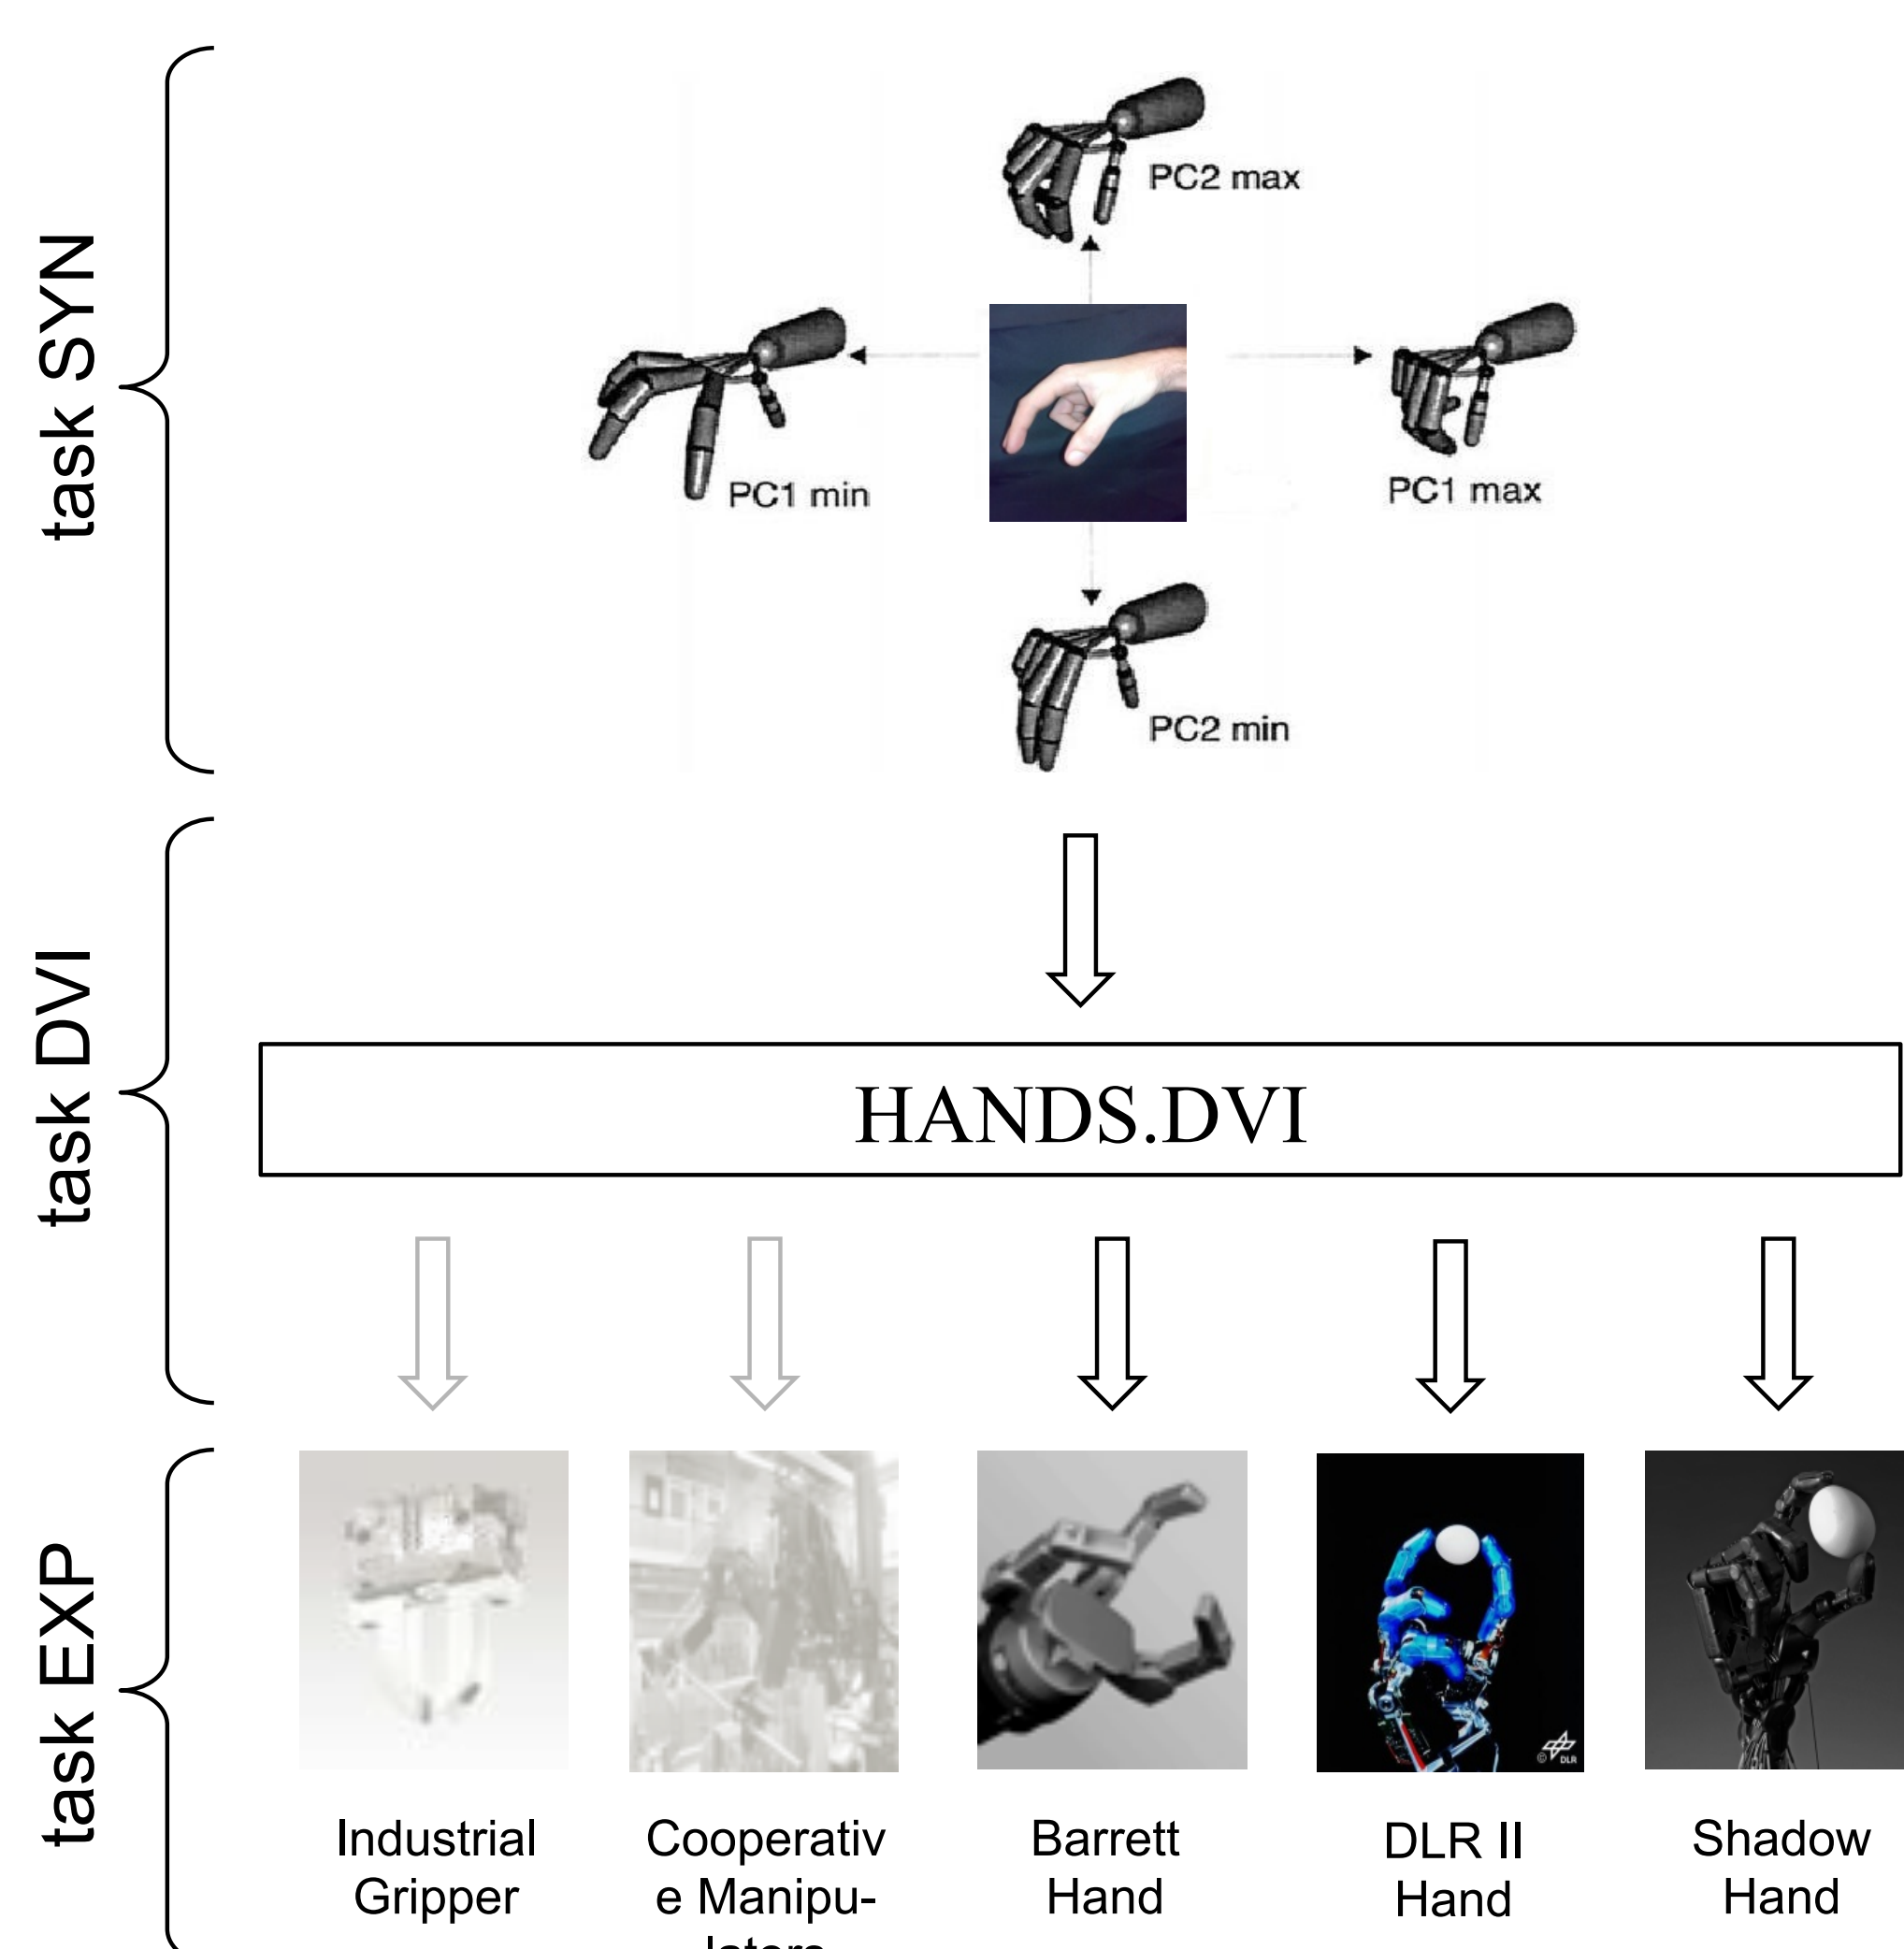 task SYN
PC2 max
PC1 min
PC1 max
PC2 min
task DVI
HANDS.DVI
task EXP
© DLR
Industrial
Gripper
Cooperativ
e Manipu-
Barrett
Hand
DLR II
Hand
Shadow
Hand